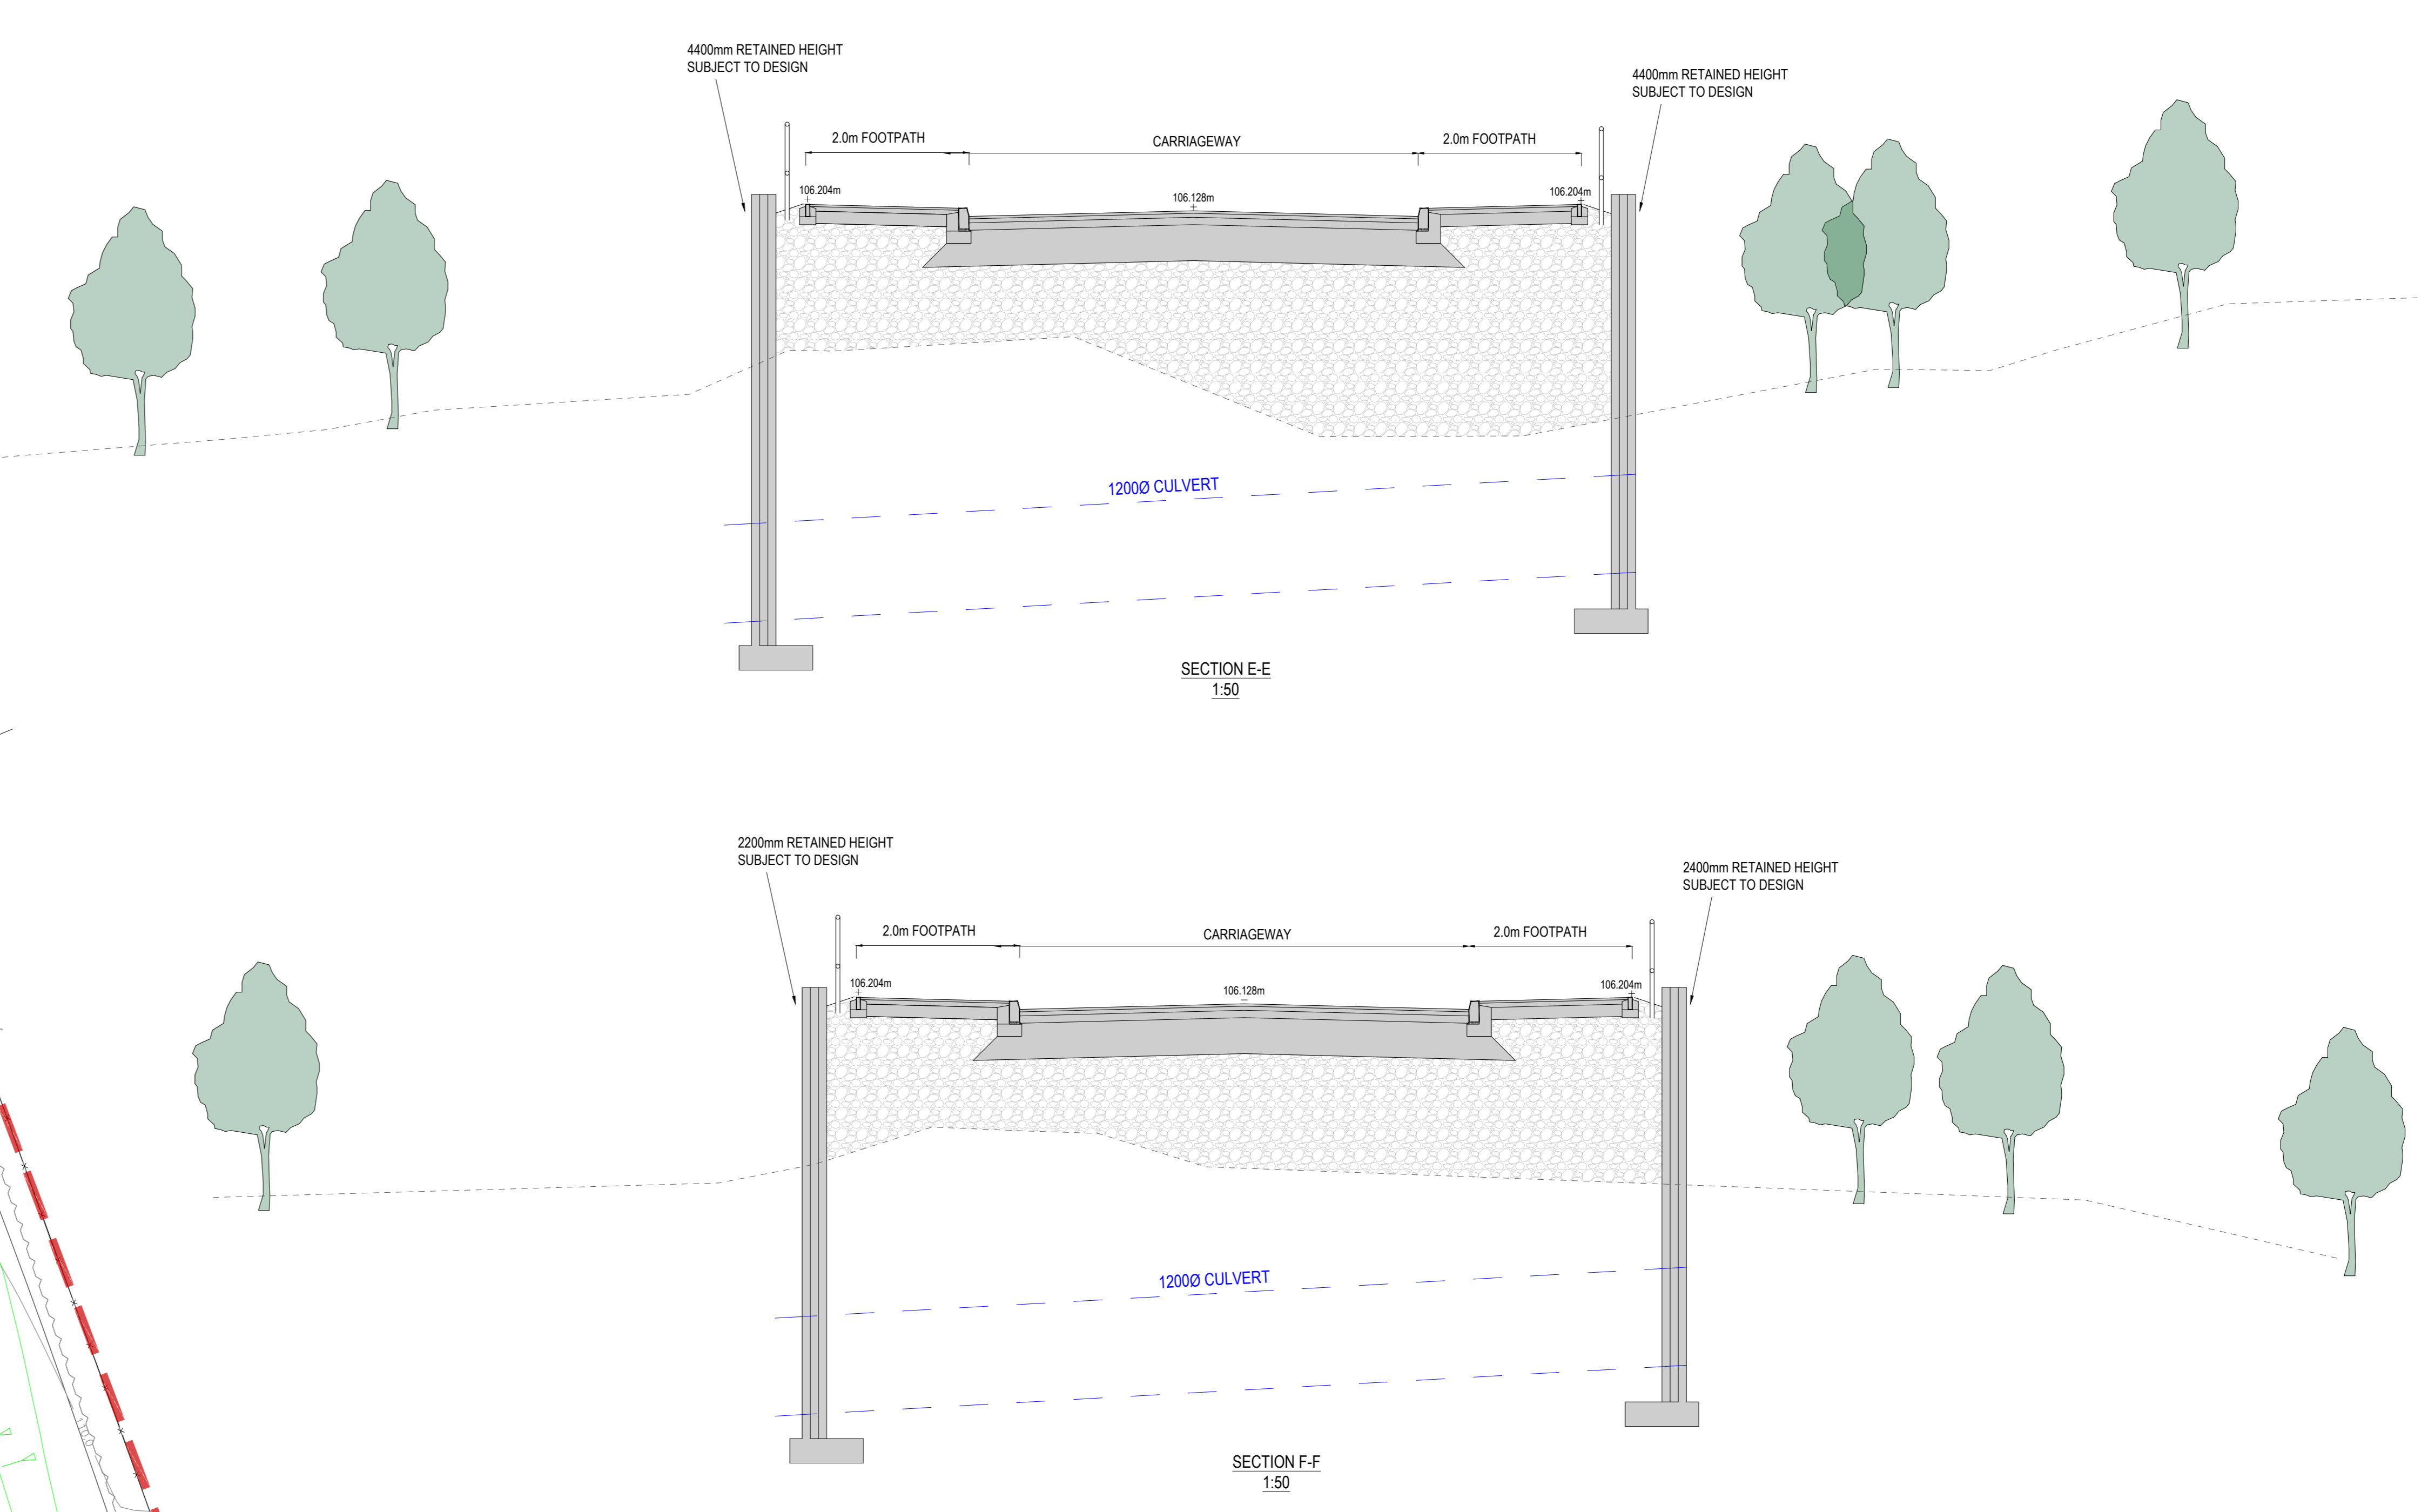 4400mm RETAINED HEIGHT
SUBJECT TO DESIGN
4400mm RETAINED HEIGHT
SUBJECT TO DESIGN
2.0m FOOTPATH
CARRIAGEWAY
2.0m FOOTPATH
106.204m
106.128m
106.204m
1200Ø CULVERT
SECTION E-E
1:50
2200mm RETAINED HEIGHT
SUBJECT TO DESIGN
2400mm RETAINED HEIGHT
SUBJECT TO DESIGN
2.0m FOOTPATH
CARRIAGEWAY
2.0m FOOTPATH
106.204m
106.128m
106.204m
1200Ø CULVERT
SECTION F-F
1:50